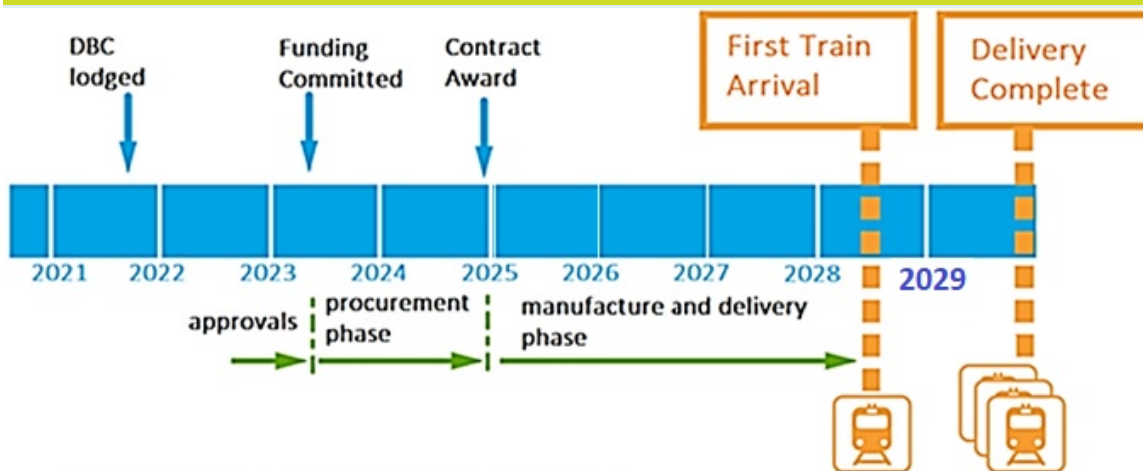 DBC
lodged
Funding
Committed
Contract
Award
First Train
Arrival
Delivery
Complete
2021
2022
2023
2024
2025
2026
2027
2028
2029
approvals
procurement
phase
manufacture and delivery
phase